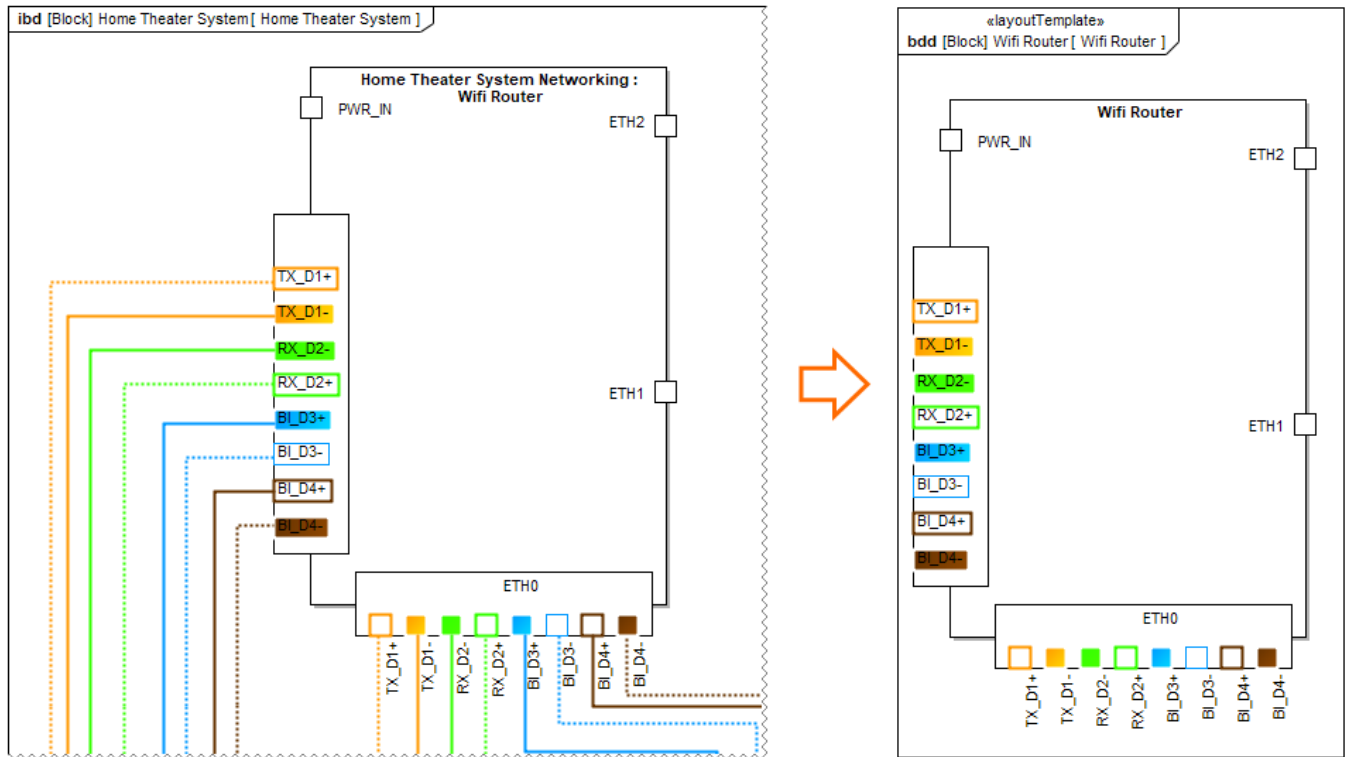 ibd [Block] Home Theater System [ Home Theater System ]
Home Theater System Networking :
Wifi Router
PWR_IN
ETH2
TX_D1+
TX_D1-
RX_D2-
RX_D2+
ETH1
BI_D3+
BI_D3-
BI_D4+
BI_D4-
ETH0
TX_D1+
TX_D1-
RX_D2-
RX_D2+
BI_D3+
BI_D3-
BI_D4+
BI_D4-
«layoutTemplate»
bdd [Block] Wifi Router [ Wifi Router ]
Wifi Router
PWR_IN
ETH2
TX_D1+
TX_D1-
RX_D2-
RX_D2+
ETH1
BI_D3+
BI_D3-
BI_D4+
BI_D4-
ETH0
TX_D1+
TX_D1-
RX_D2-
RX_D2+
BI_D3+
BI_D3-
BI_D4+
BI_D4-